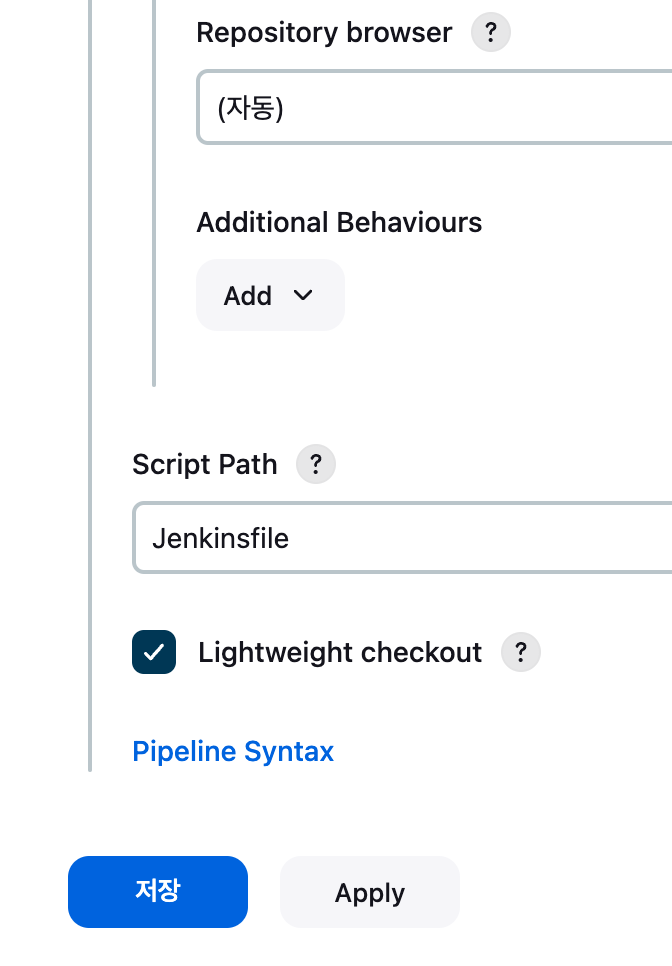 Repository browser ?
(자동)
Additional Behaviours
Add
Script Path ?
Jenkinsfile
Lightweight checkout ?
Pipeline Syntax
저장 Apply